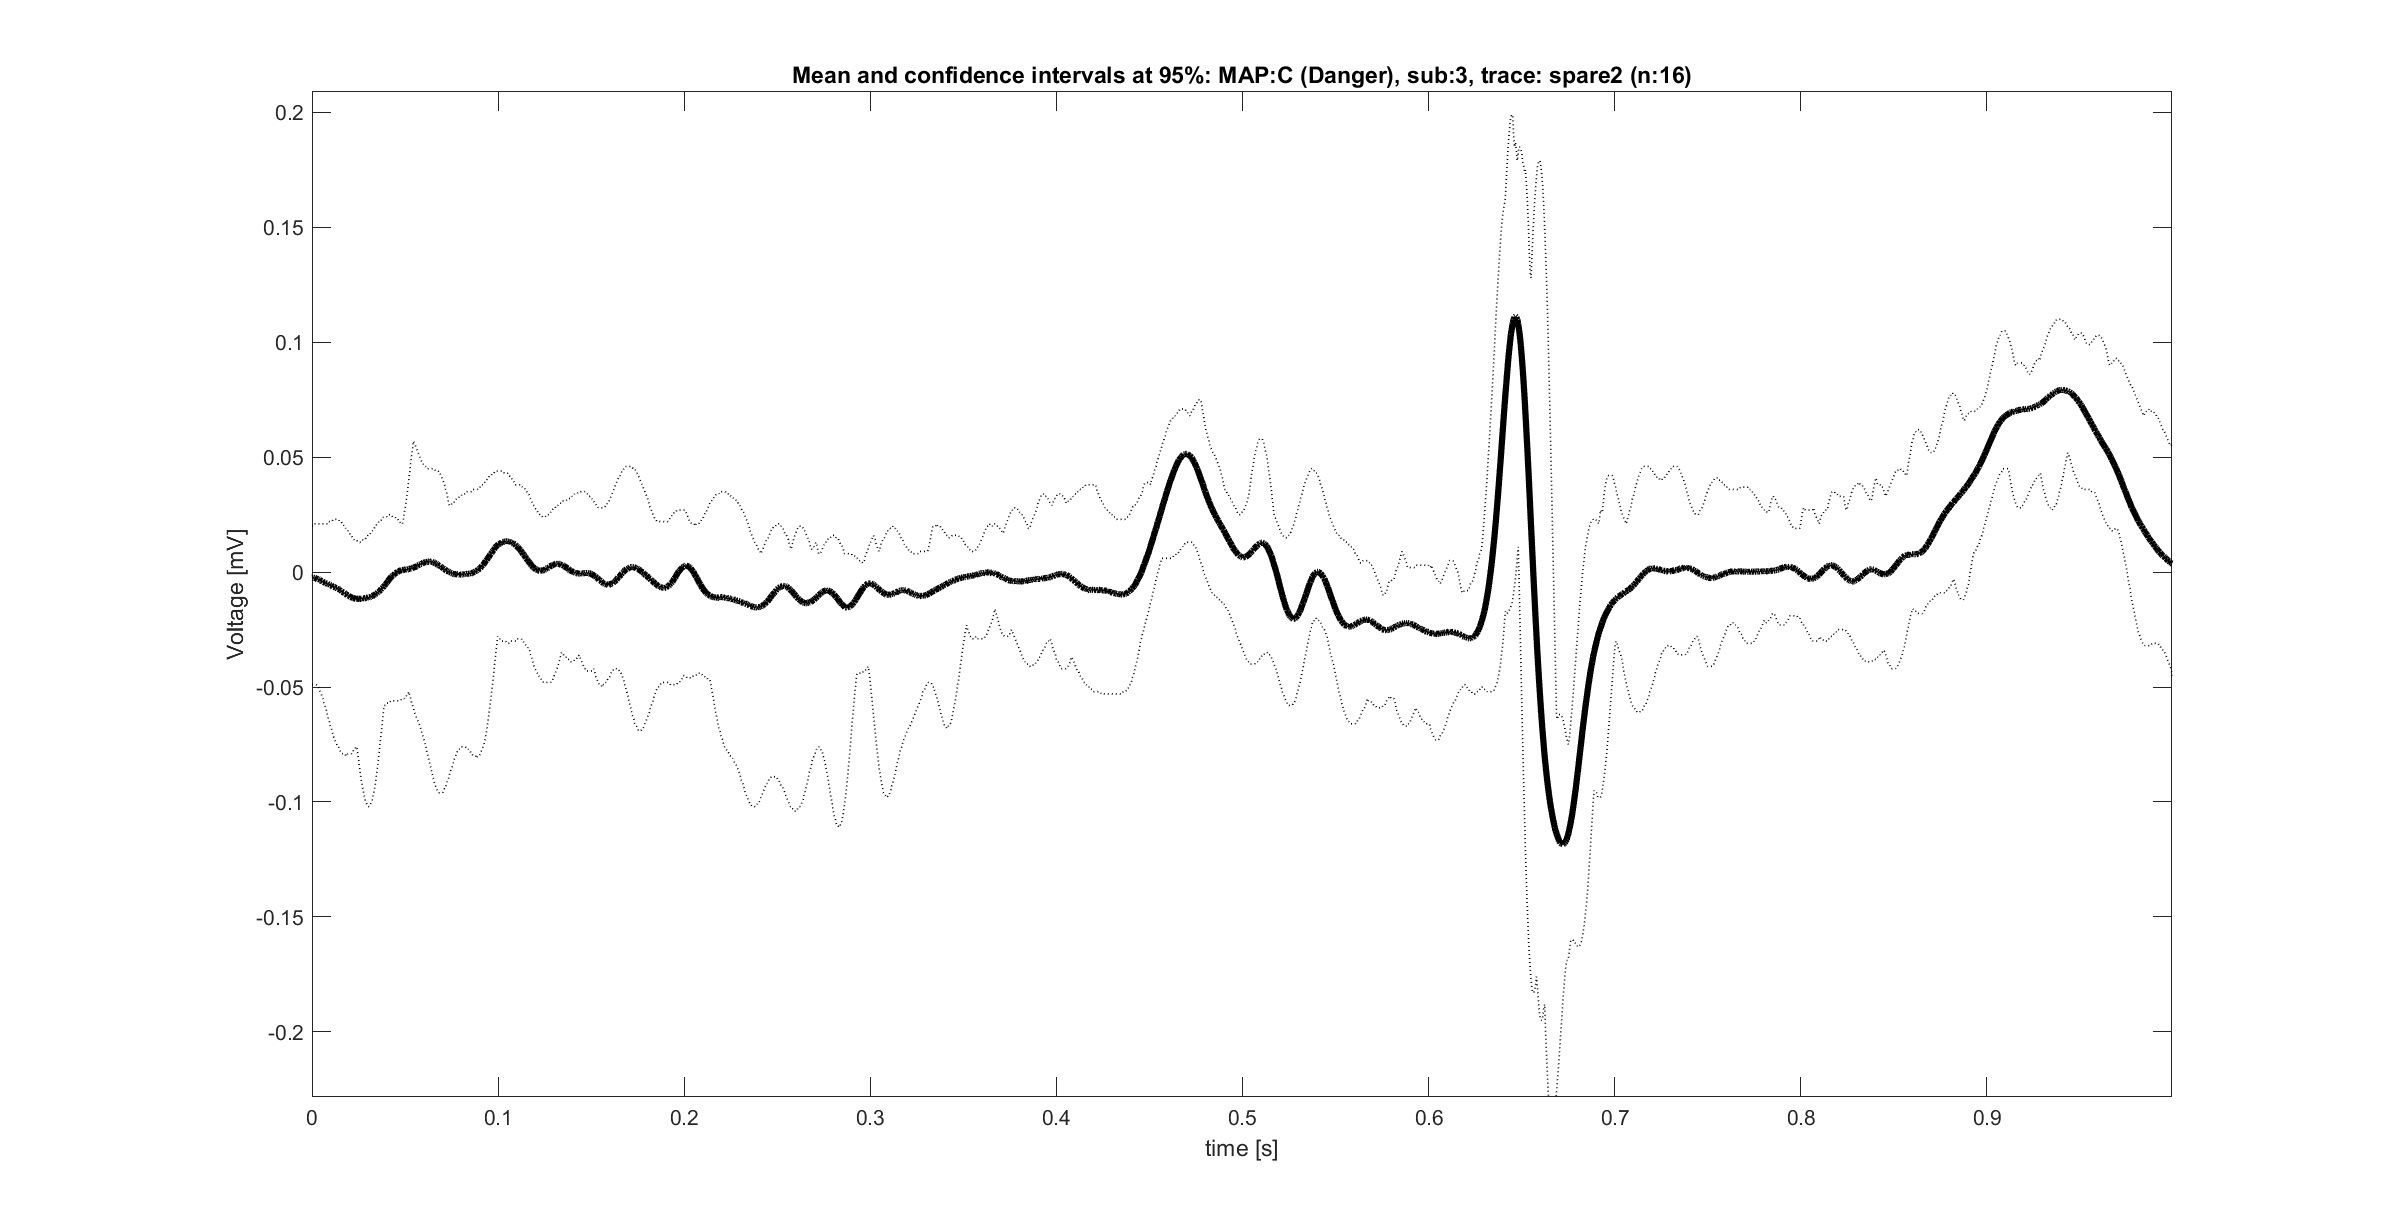 Mean and confidence intervals at 95%: MAP:C (Danger), sub:3, trace: spare2 (n:16)
0.2
0.15
0.1
0.05
0
-0.05
-0.1
-0.15
-0.2
Voltage [mV]
0 0.1 0.2 0.3 0.4 0.5 0.6 0.7 0.8 0.9
time [s]